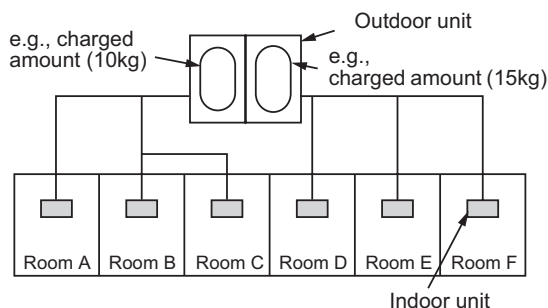 Outdoor unit
e.g., charged
amount (10kg)
e.g.,
charged amount (15kg)
Room A
Room B
Room C
Room D
Room E
Room F
Indoor unit